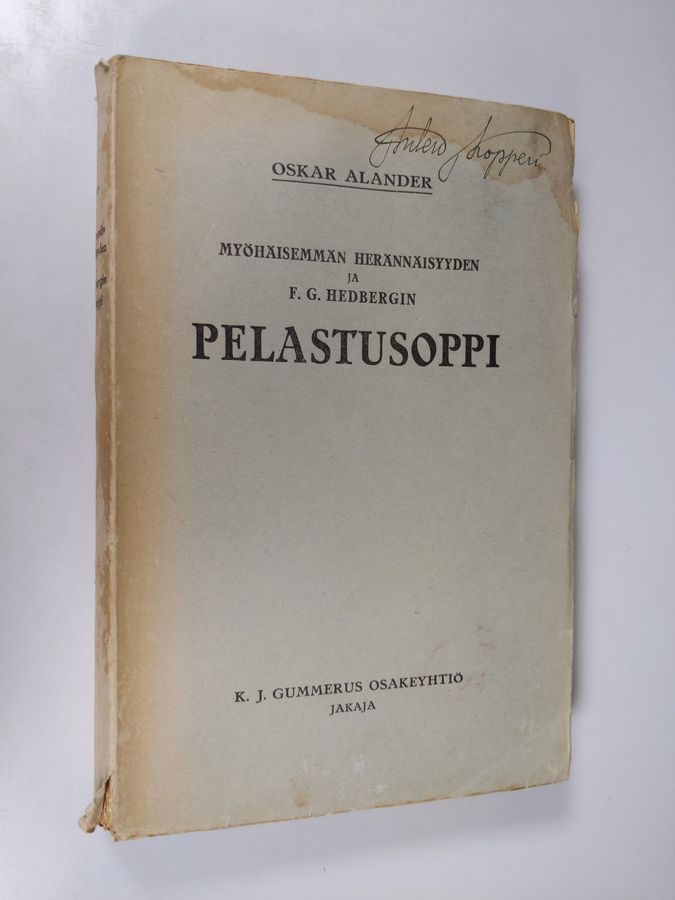 OSKAR ALANDER
MYÖHÄISEMMÄN HERÄNNÄISYYDEN
JA
F. G. HEDBERGIN
PELASTUSOPPI
K. J. GUMMERUS OSAKEYHTIÖ
JAKAJA